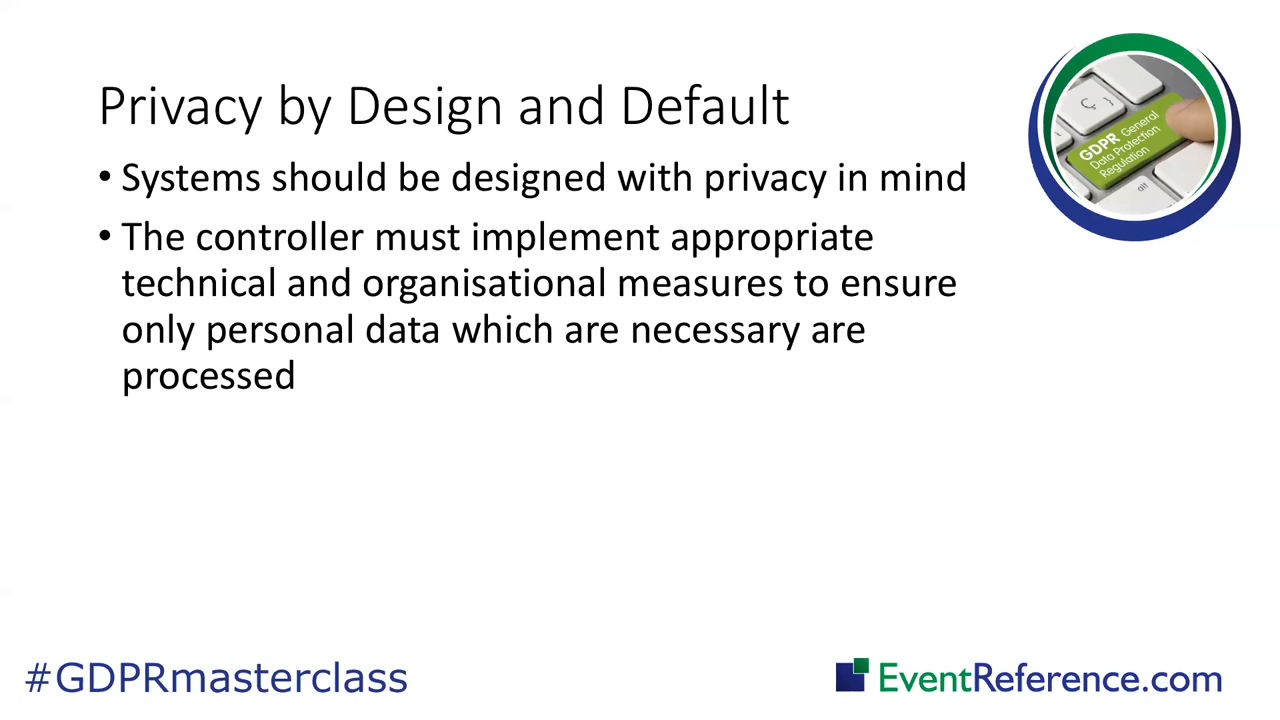 Privacy by Design and Default
• Systems should be designed with privacy in mind
• The controller must implement appropriate
technical and organisational measures to ensure
only personal data which are necessary are
processed
GDPR General
Data Protection
Regulation
alt
#GDPRmasterclass
EventReference.com